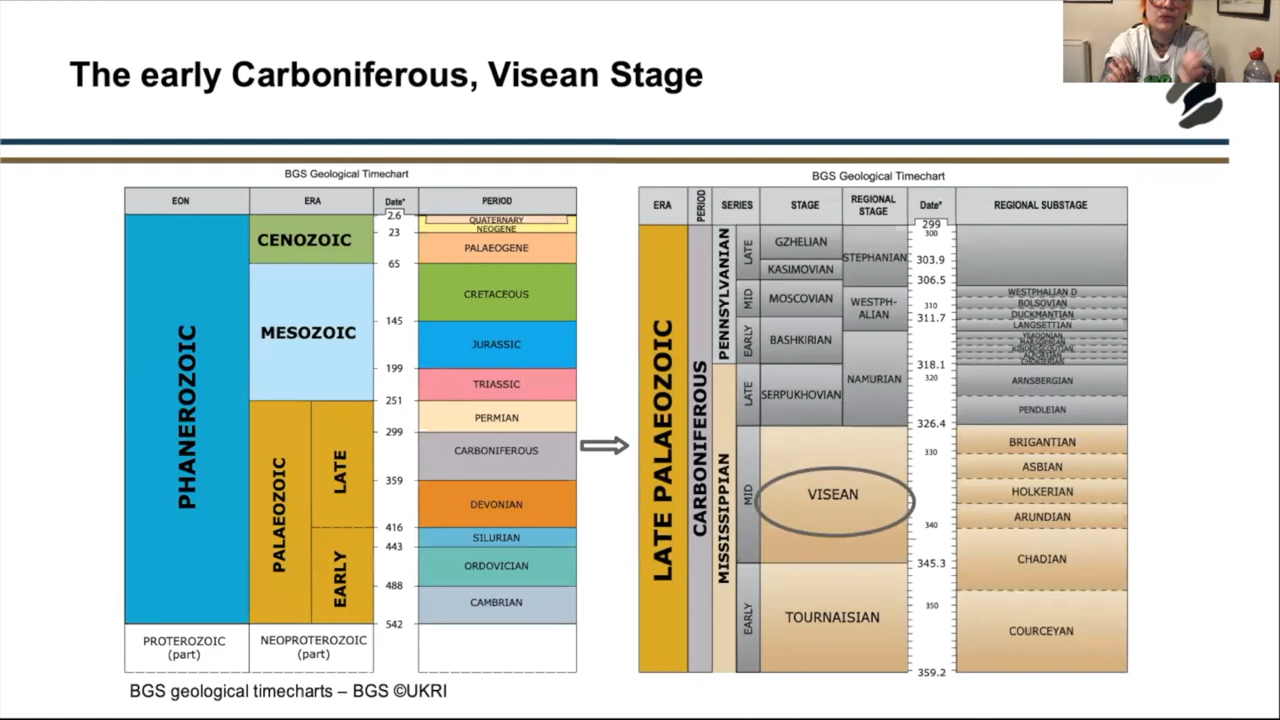 The early Carboniferous, Visean Stage
BGS Geological Timechart
EON
ERA
Date*
PERIOD
PHANEROZOIC
CENOZOIC
MESOZOIC
PALAEOZOIC
LATE
EARLY
2.6
23
65
145
199
251
299
359
416
443
488
542
QUATERNARY
NEOGENE
PALAEOGENE
CRETACEOUS
JURASSIC
TRIASSIC
PERMIAN
CARBONIFEROUS
DEVONIAN
SILURIAN
ORDOVICIAN
CAMBRIAN
PROTEROZOIC
(part)
NEOPROTEROZOIC
(part)
BGS Geological Timechart
ERA
PERIOD
SERIES
STAGE
REGIONAL
STAGE
Date*
REGIONAL SUBSTAGE
LATE PALAEOZOIC
CARBONIFEROUS
PENNSYLVANIAN
MISSISSIPPIAN
LATE
MID
EARLY
LATE
MID
EARLY
GZHELIAN
KASIMOVIAN
MOSCOVIAN
BASHKIRIAN
SERPUKHOVIAN
VISEAN
TOURNAISIAN
STEPHANIAN
WESTPH-
ALIAN
NAMURIAN
299
300
303.9
306.5
310
311.7
318.1
320
326.4
330
340
345.3
350
359.2
WESTPHALIAN D
BOLSOVIAN
DUCKMANTIAN
LANGSETTIAN
ARNSBERGIAN
PENDLEIAN
BRIGANTIAN
ASBIAN
HOLKERIAN
ARUNDIAN
CHADIAN
COURCEYAN
BGS geological timecharts – BGS ©UKRI